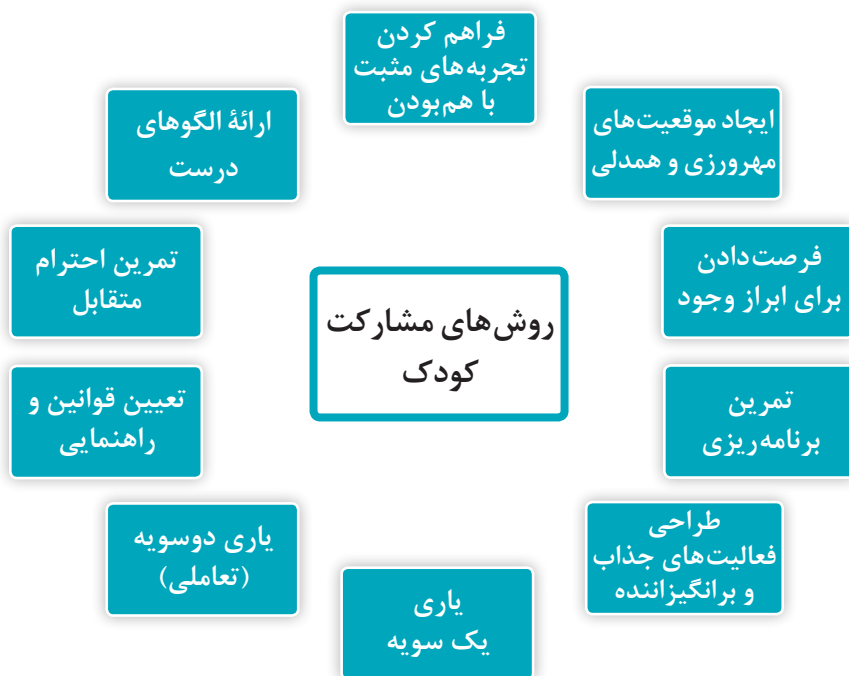 فراهم کردن
تجربه‌های مثبت
با هم‌بودن
ایجاد موقعیت‌های
مهرورزی و همدلی
فرصت‌دادن
برای ابراز وجود
تمرین
برنامه‌ریزی
طراحی
فعالیت‌های جذاب
و برانگیزاننده
یاری
یک سویه
یاری دوسویه
(تعاملی)
تعیین قوانین و
راهنمایی
تمرین احترام
متقابل
ارائهٔ الگوهای
درست
روش‌های مشارکت
کودک